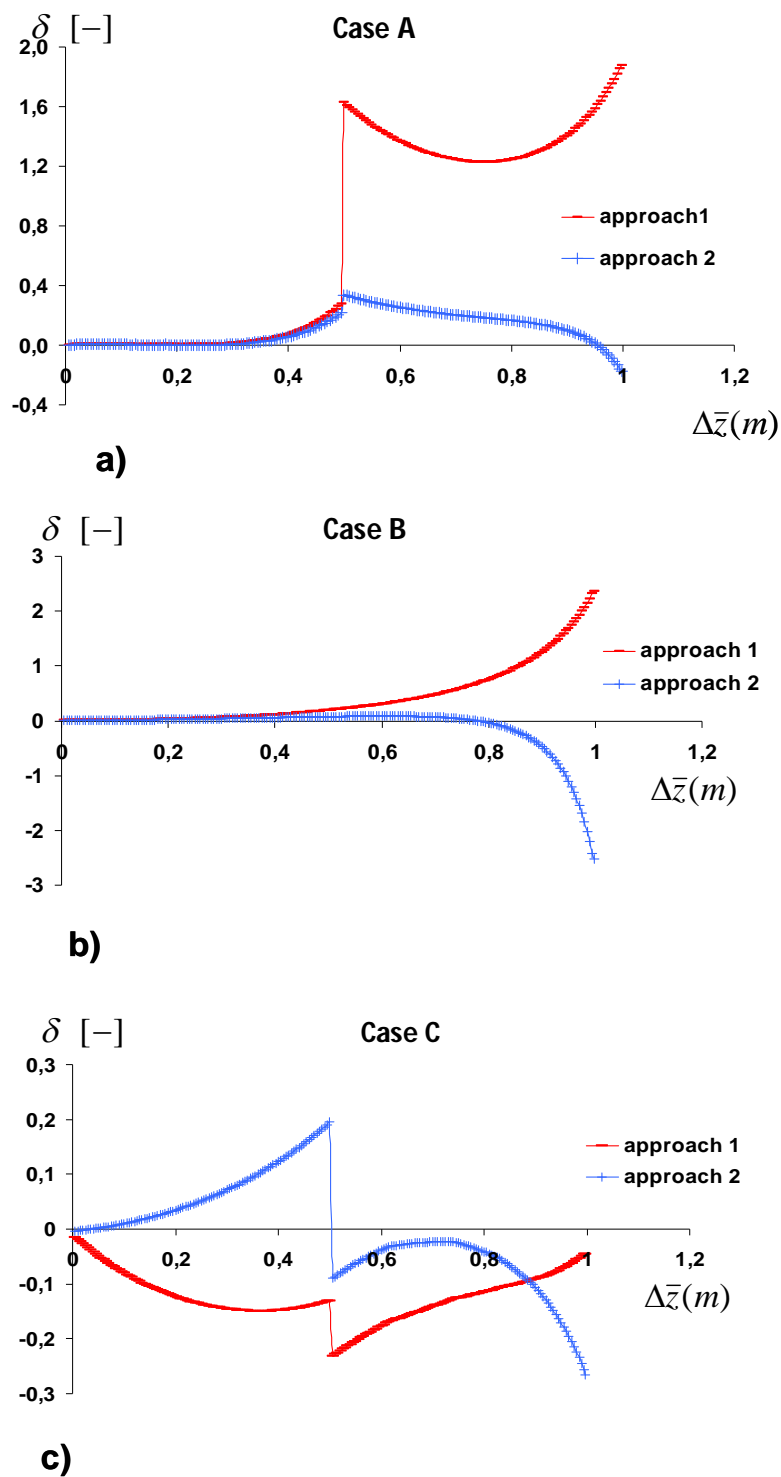 δ [−] Case A
2,0
1,6
1,2
0,8
0,4
0,0
-0,4
approach1
approach 2
0 0,2 0,4 0,6 0,8 1 1,2
Δz̄(m)
a)
δ [−] Case B
3
2
1
0
-1
-2
-3
approach 1
approach 2
0 0,2 0,4 0,6 0,8 1 1,2
Δz̄(m)
b)
δ [−] Case C
0,3
0,2
0,1
0
-0,1
-0,2
-0,3
approach 1
approach 2
0 0,2 0,4 0,6 0,8 1 1,2
Δz̄(m)
c)